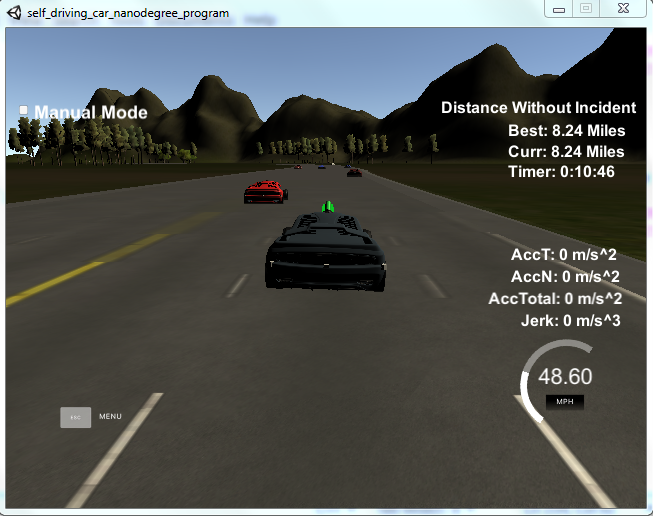 self_driving_car_nanodegree_program
Manual Mode
Distance Without Incident
Best: 8.24 Miles
Curr: 8.24 Miles
Timer: 0:10:46
AccT: 0 m/s^2
AccN: 0 m/s^2
AccTotal: 0 m/s^2
Jerk: 0 m/s^3
48.60
MPH
ESC
MENU